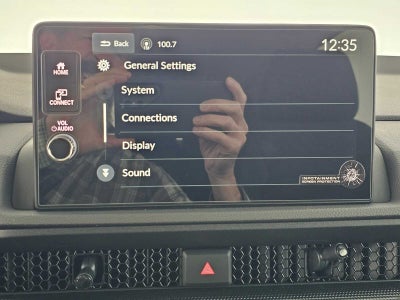 Back
100.7
12:35
HOME
General Settings
System
CONNECT
Connections
VOL
AUDIO
Display
Sound
INFOTAINMENT
SCREEN PROTECTION